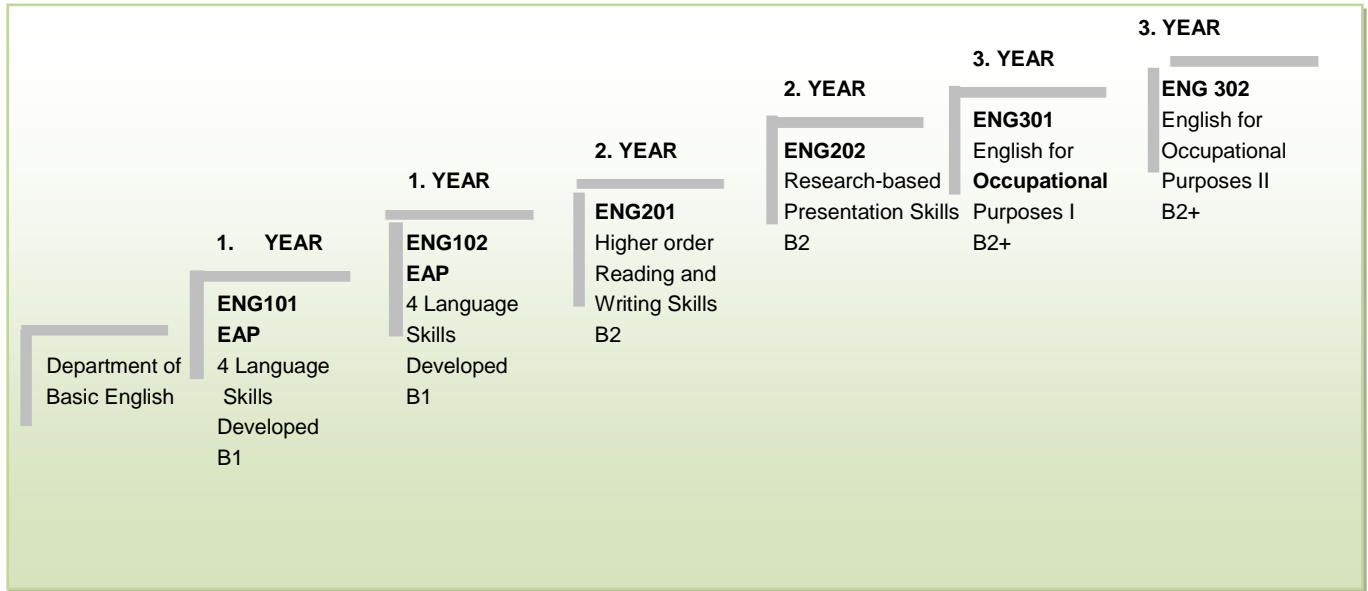 Department of
Basic English
1. YEAR
ENG101
EAP
4 Language
Skills
Developed
B1
1. YEAR
ENG102
EAP
4 Language
Skills
Developed
B1
2. YEAR
ENG201
Higher order
Reading and
Writing Skills
B2
2. YEAR
ENG202
Research-based
Presentation Skills
B2
3. YEAR
ENG301
English for
Occupational
Purposes I
B2+
3. YEAR
ENG 302
English for
Occupational
Purposes II
B2+